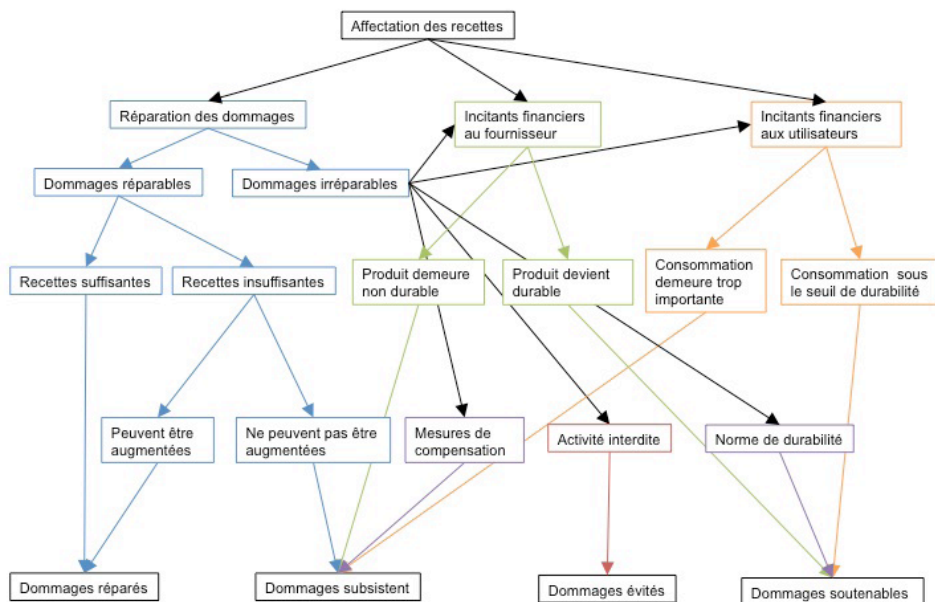 Affectation des recettes
Réparation des dommages
Incitants financiers
au fournisseur
Incitants financiers
aux utilisateurs
Dommages réparables
Dommages irréparables
Recettes suffisantes
Recettes insuffisantes
Produit demeure
non durable
Produit devient
durable
Consommation
demeure trop
importante
Consommation sous
le seuil de durabilité
Peuvent être
augmentées
Ne peuvent pas être
augmentées
Mesures de
compensation
Activité interdite
Norme de durabilité
Dommages réparés
Dommages subsistent
Dommages évités
Dommages soutenables